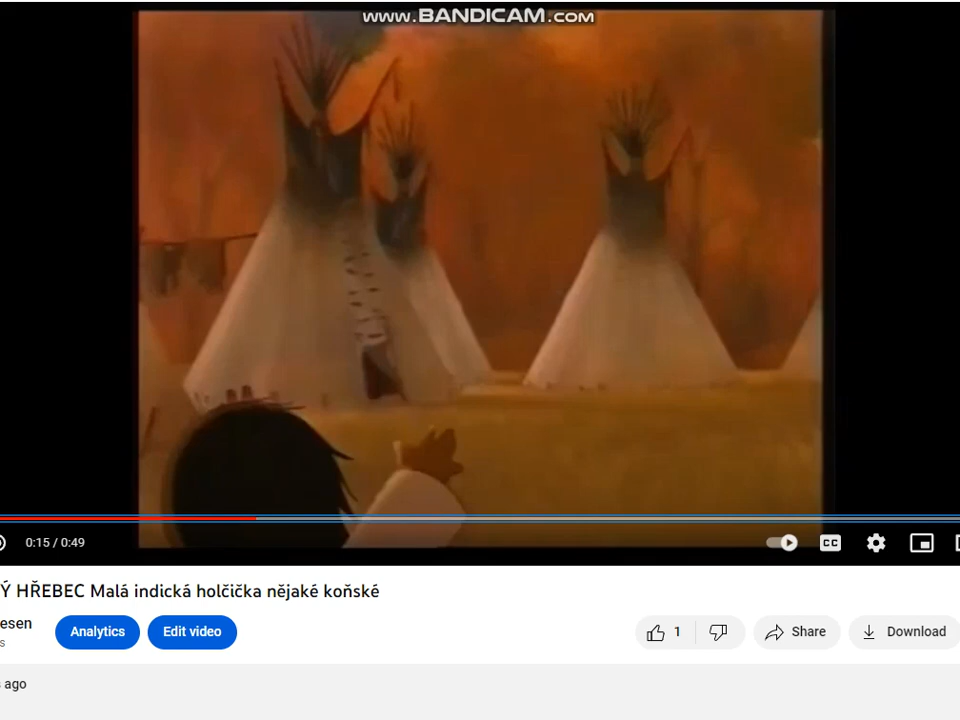 www.BANDICAM.com
0:15 / 0:49
CC
Ý HŘEBEC Malá indická holčička nějaké koňské
esen
s
Analytics
Edit video
1
Share
Download
ago